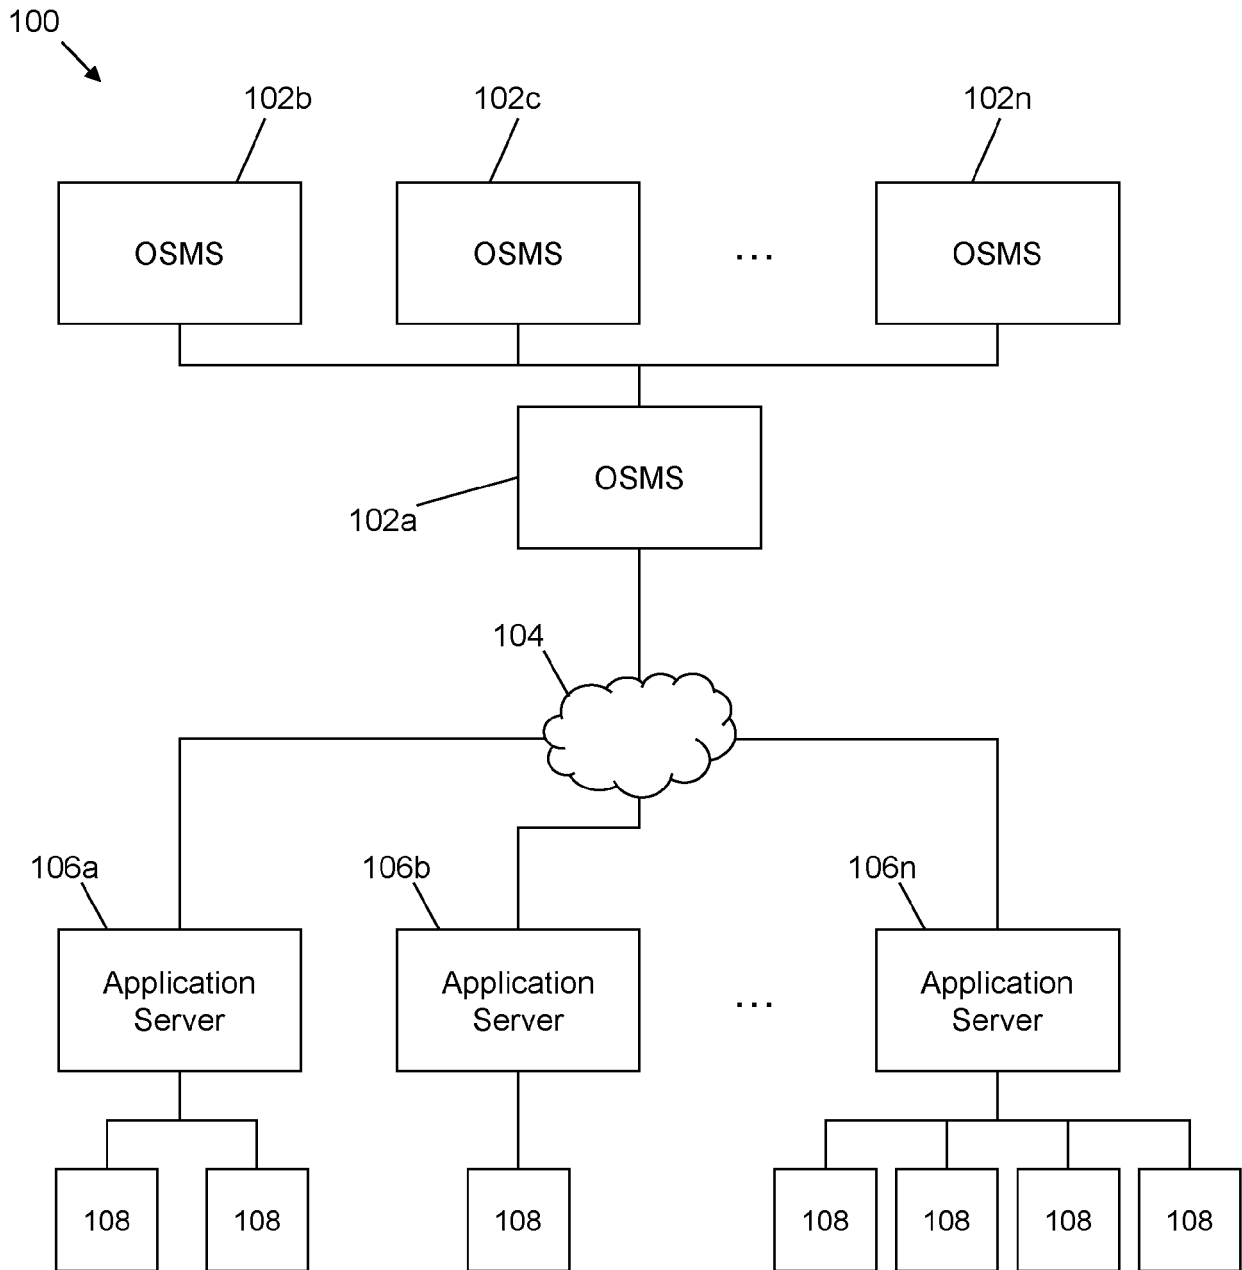 100
102b
102c
102n
OSMS
OSMS
...
OSMS
OSMS
102a
104
106a
106b
106n
Application
Server
Application
Server
...
Application
Server
108
108
108
108
108
108
108